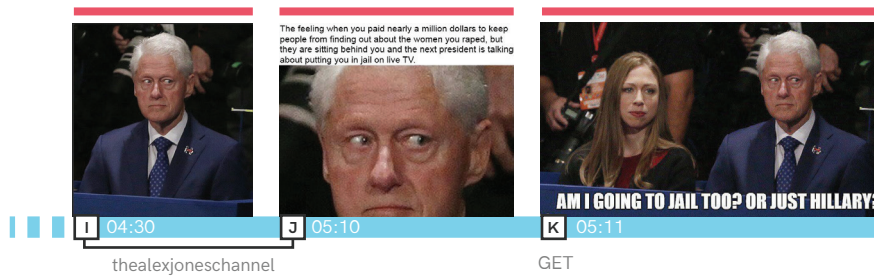 The feeling when you paid nearly a million dollars to keep
people from finding out about the women you raped, but
they are sitting behind you and the next president is talking
about putting you in jail on live TV.
AM I GOING TO JAIL TOO? OR JUST HILLARY?
I 04:30
J 05:10
K 05:11
thealexjoneschannel
GET